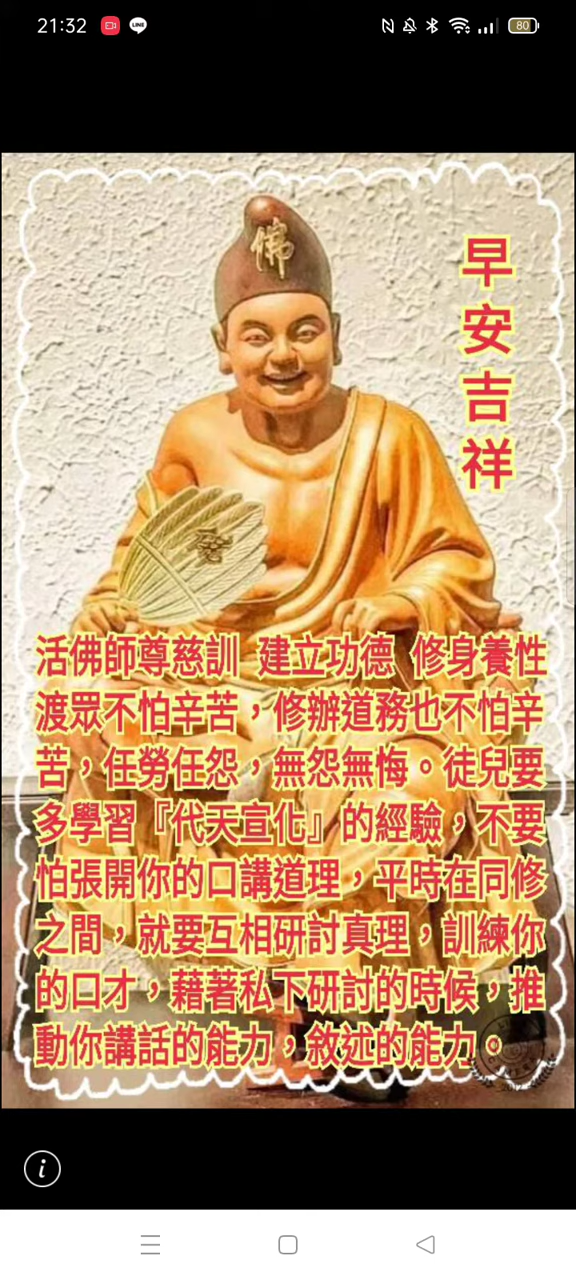 21:32
LINE
80
佛
早安吉祥
活佛師尊慈訓 建立功德 修身養性
渡眾不怕辛苦，修辦道務也不怕辛
苦，任勞任怨，無怨無悔。徒兒要
多學習『代天宣化』的經驗，不要
怕張開你的口講道理，平時在同修
之間，就要互相研討真理，訓練你
的口才，藉著私下研討的時候，推
動你講話的能力，敘述的能力。
i